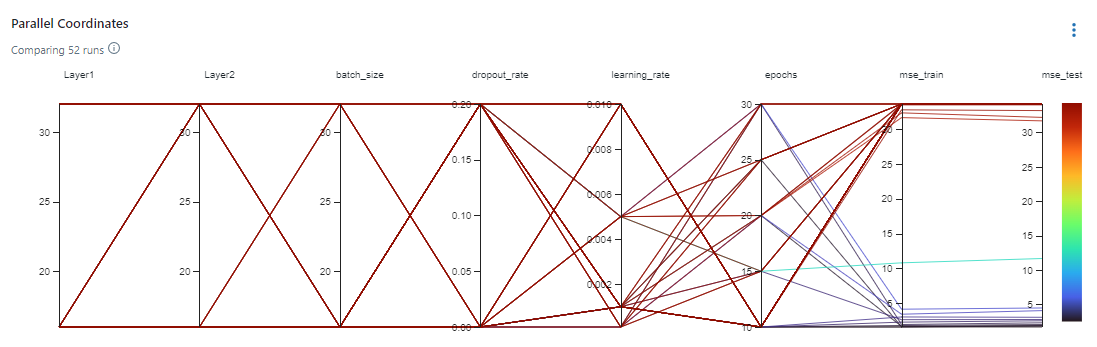 Parallel Coordinates
Comparing 52 runs
Layer1 Layer2 batch_size dropout_rate learning_rate epochs mse_train mse_test
0.20 0.010 30
30 30 30 30 30
0.15 0.008 25 25
25 25 25 0.006 20 25
0.10 20 20
0.004 15 15
20 20 20 0.05 15 10 10
0.002 5 5
0.00 10